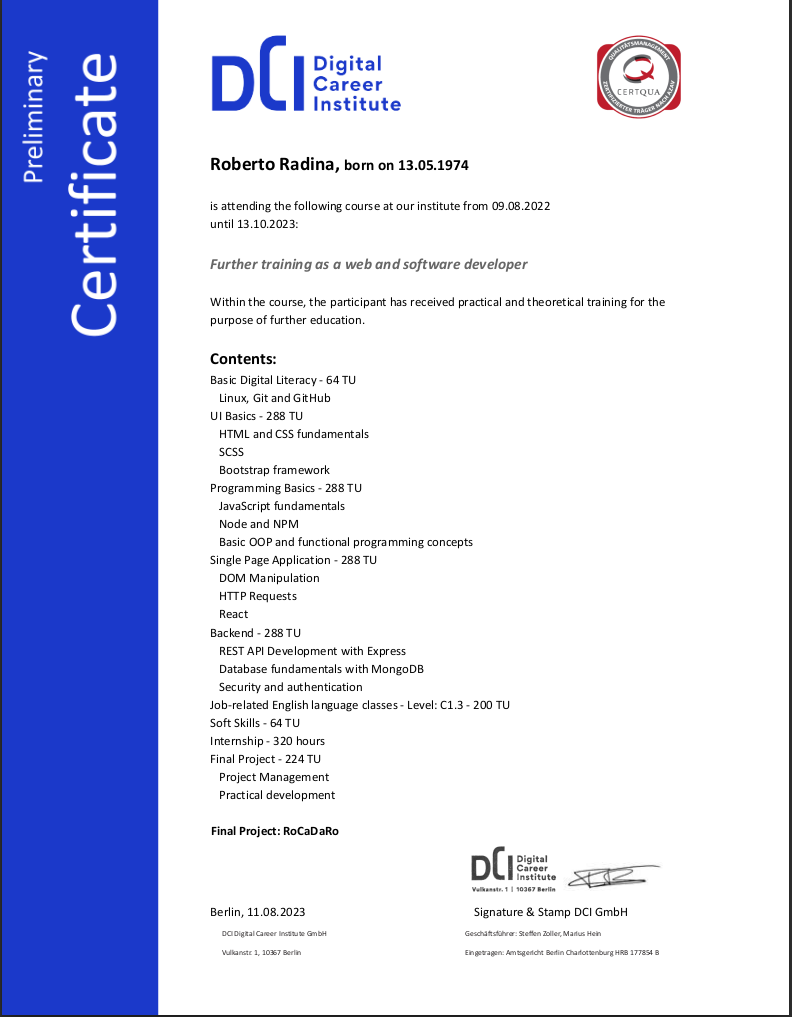 Preliminary
Certificate
DCI Digital
Career
Institute
QUALITÄTSMANAGEMENT
CERTQUA
ZERTIFIZIERTER TRÄGER NACH AZAV
Roberto Radina, born on 13.05.1974
is attending the following course at our institute from 09.08.2022
until 13.10.2023:
Further training as a web and software developer
Within the course, the participant has received practical and theoretical training for the
purpose of further education.
Contents:
Basic Digital Literacy - 64 TU
Linux, Git and GitHub
UI Basics - 288 TU
HTML and CSS fundamentals
SCSS
Bootstrap framework
Programming Basics - 288 TU
JavaScript fundamentals
Node and NPM
Basic OOP and functional programming concepts
Single Page Application - 288 TU
DOM Manipulation
HTTP Requests
React
Backend - 288 TU
REST API Development with Express
Database fundamentals with MongoDB
Security and authentication
Job-related English language classes - Level: C1.3 - 200 TU
Soft Skills - 64 TU
Internship - 320 hours
Final Project - 224 TU
Project Management
Practical development
Final Project: RoCaDaRo
DCI Digital
Career
Institute
Vulkanstr. 1 | 10367 Berlin
Berlin, 11.08.2023
Signature & Stamp DCI GmbH
DCI Digital Career Institute GmbH
Geschäftsführer: Steffen Zoller, Marius Hein
Vulkanstr. 1, 10367 Berlin
Eingetragen: Amtsgericht Berlin Charlottenburg HRB 177854 B